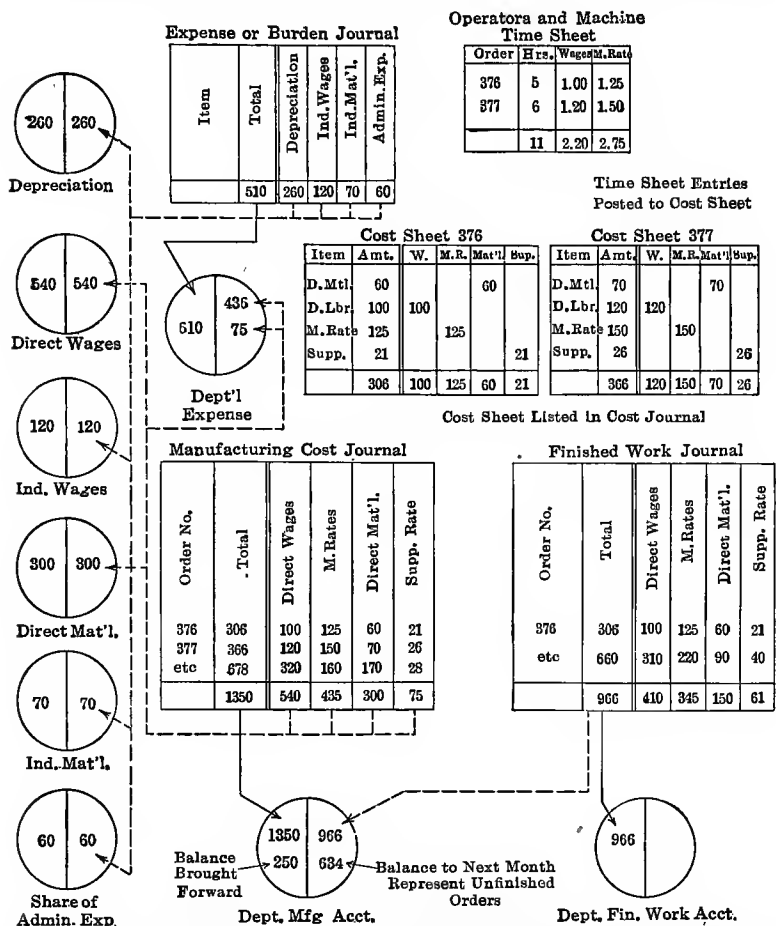 Expense or Burden Journal
Item
Total
Depreciation
Ind.Wages
Ind.Mat'l.
Admin.Exp.
510 260 120 70 60
Operators and Machine
Time Sheet
Order Hrs. Wages M.Rate
376 5 1.00 1.25
377 6 1.20 1.50
11 2.20 2.75
Time Sheet Entries
Posted to Cost Sheet
260 260
Depreciation
540 540
Direct Wages
120 120
Ind. Wages
300 300
Direct Mat'l.
70 70
Ind. Mat'l.
60 60
Share of
Admin. Exp.
510
436
75
Dept'l
Expense
Cost Sheet 376
Item Amt. W. M.R. Mat'l Sup.
D.Mtl. 60 60
D.Lbr. 100 100
M.Rate 125 125
Supp. 21 21
306 100 125 60 21
Cost Sheet 377
Item Amt. W. M.R. Mat'l Sup.
D.Mtl. 70 70
D.Lbr. 120 120
M.Rate 150 150
Supp. 26 26
366 120 150 70 26
Cost Sheet Listed in Cost Journal
Manufacturing Cost Journal
Order No.
Total
Direct Wages
M.Rates
Direct Mat'l.
Supp. Rate
376 306 100 125 60 21
377 366 120 150 70 26
etc 678 320 160 170 28
1350 540 435 300 75
Finished Work Journal
Order No.
Total
Direct Wages
M.Rates
Direct Mat'l.
Supp. Rate
376 306 100 125 60 21
etc 660 310 220 90 40
966 410 345 150 61
1350 966
250 634
Balance
Brought
Forward
Balance to Next Month
Represent Unfinished
Orders
Dept. Mfg Acct.
966
Dept. Fin. Work Acct.